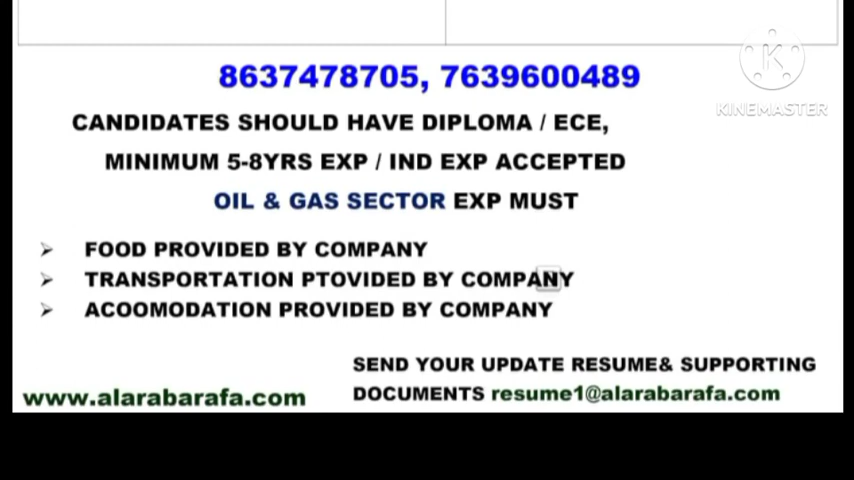 8637478705, 7639600489
KINEMASTER
CANDIDATES SHOULD HAVE DIPLOMA / ECE,
MINIMUM 5-8YRS EXP / IND EXP ACCEPTED
OIL & GAS SECTOR EXP MUST
➢ FOOD PROVIDED BY COMPANY
➢ TRANSPORTATION PTOVIDED BY COMPANY
➢ ACOOMODATION PROVIDED BY COMPANY
SEND YOUR UPDATE RESUME& SUPPORTING
DOCUMENTS resume1@alarabarafa.com
www.alarabarafa.com